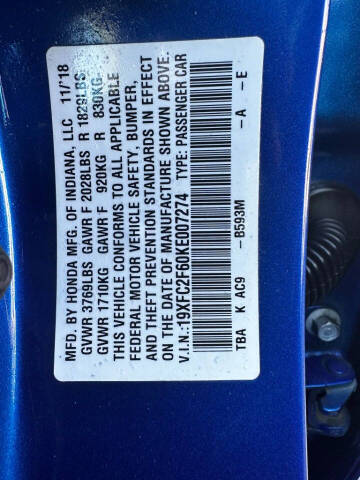 MFD. BY HONDA MFG. OF INDIANA, LLC 11/18
GVWR 3769LBS GAWR F 2028LBS R 1829LBS
GVWR 1710KG GAWR F 920KG R 830KG
THIS VEHICLE CONFORMS TO ALL APPLICABLE
FEDERAL MOTOR VEHICLE SAFETY, BUMPER,
AND THEFT PREVENTION STANDARDS IN EFFECT
ON THE DATE OF MANUFACTURE SHOWN ABOVE.
V.I.N.:19XFC2F60KE007274 TYPE: PASSENGER CAR
TBA K AC9 – B593M – A – E